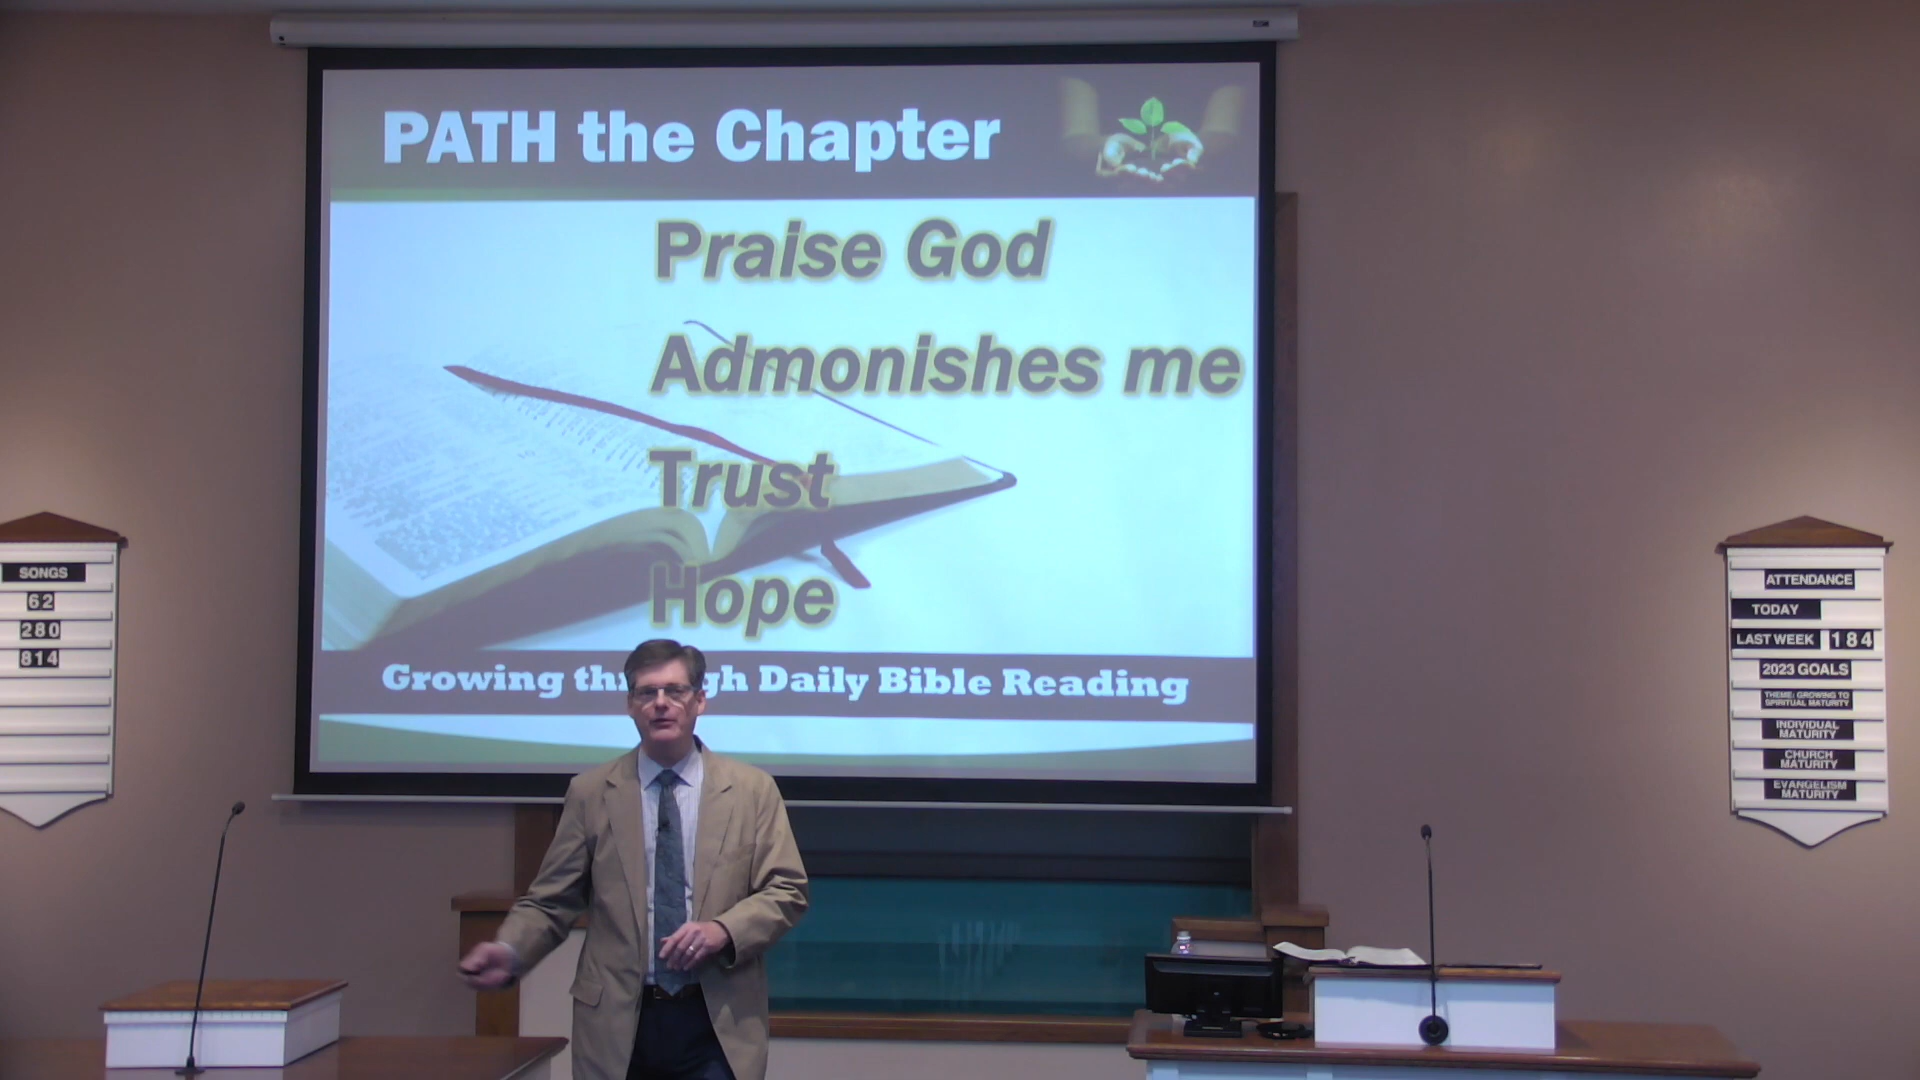 PATH the Chapter
Praise God
Admonishes me
Trust
Hope
Growing thr gh Daily Bible Reading
SONGS
62
280
814
ATTENDANCE
TODAY
LAST WEEK 184
2023 GOALS
THEME: GROWING TO
SPIRITUAL MATURITY
INDIVIDUAL
MATURITY
CHURCH
MATURITY
EVANGELISM
MATURITY